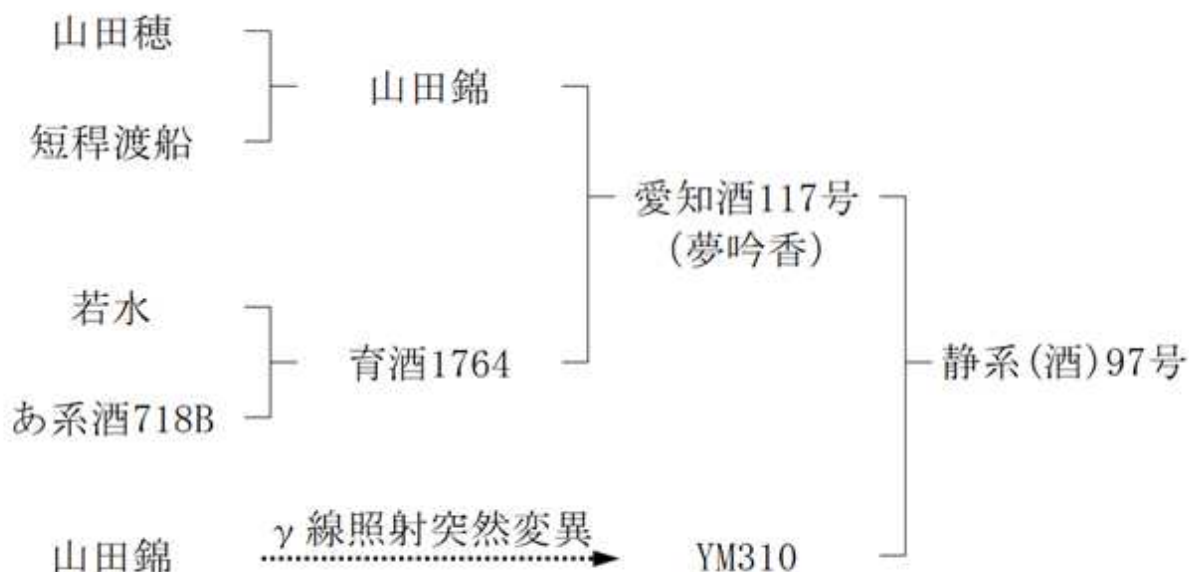 山田穂
山田錦
短稈渡船
愛知酒117号
(夢吟香)
若水
育酒1764
静系(酒)97号
あ系酒718B
γ線照射突然変異
山田錦
YM310